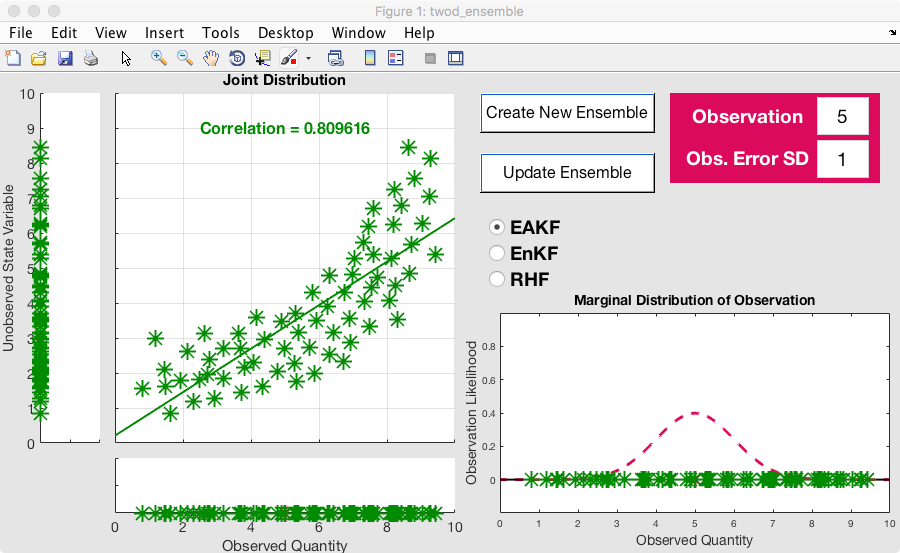 Figure 1: twod_ensemble
File Edit View Insert Tools Desktop Window Help
Joint Distribution
Correlation = 0.809616
10
9
8
7
6
5
4
3
2
1
0
Unobserved State Variable
0 2 4 6 8 10
Observed Quantity
Create New Ensemble
Update Ensemble
Observation 5
Obs. Error SD 1
EAKF
EnKF
RHF
Marginal Distribution of Observation
0.8
0.6
0.4
0.2
0
Observation Likelihood
0 1 2 3 4 5 6 7 8 9 10
Observed Quantity